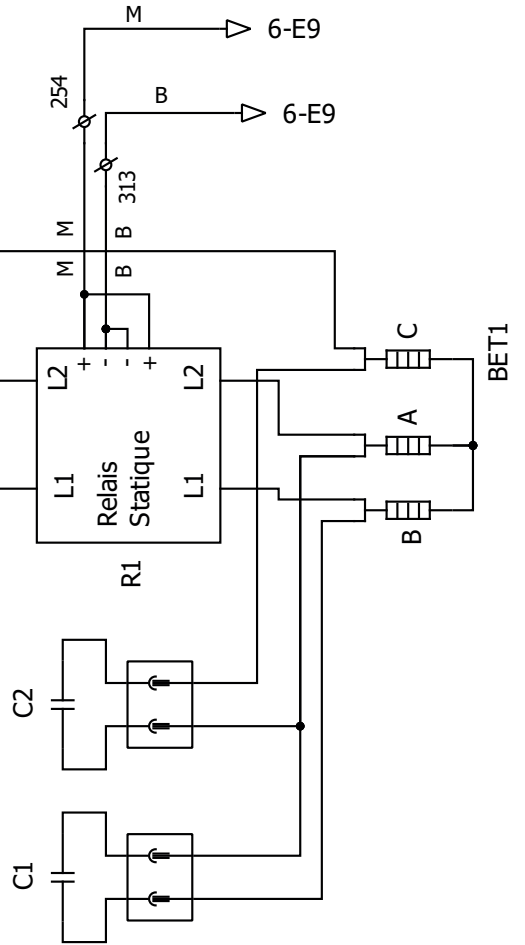 M
6-E9
254
B
6-E9
313
M
B
M
B
L2
+
-
-
+
L2
L1
Relais
Statique
L1
R1
C
A
B
BET1
C2
C1